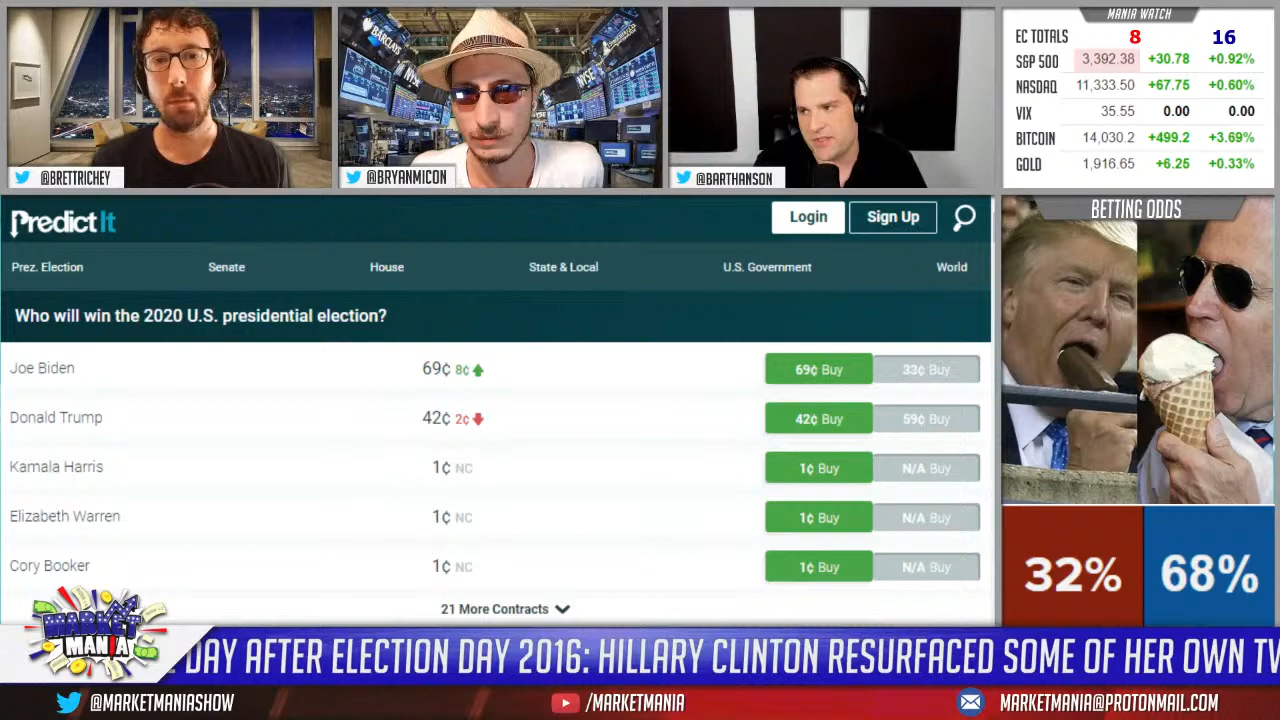 BARCLAYS
NYSE
NYSE
@BRETTRICHEY
@BRYANMICON
@BARTHANSON
MANIA WATCH
EC TOTALS 8 16
S&P 500 3,392.38 +30.78 +0.92%
NASDAQ 11,333.50 +67.75 +0.60%
VIX 35.55 0.00 0.00
BITCOIN 14,030.2 +499.2 +3.69%
GOLD 1,916.65 +6.25 +0.33%
BETTING ODDS
32% 68%
PredictIt
Login Sign Up
Prez. Election Senate House State & Local U.S. Government World
Who will win the 2020 U.S. presidential election?
Joe Biden 69¢ 8¢ 69¢ Buy 33¢ Buy
Donald Trump 42¢ 2¢ 42¢ Buy 59¢ Buy
Kamala Harris 1¢ NC 1¢ Buy N/A Buy
Elizabeth Warren 1¢ NC 1¢ Buy N/A Buy
Cory Booker 1¢ NC 1¢ Buy N/A Buy
21 More Contracts
MARKET
MANIA
DAY AFTER ELECTION DAY 2016: HILLARY CLINTON RESURFACED SOME OF HER OWN TW
@MARKETMANIASHOW /MARKETMANIA MARKETMANIA@PROTONMAIL.COM